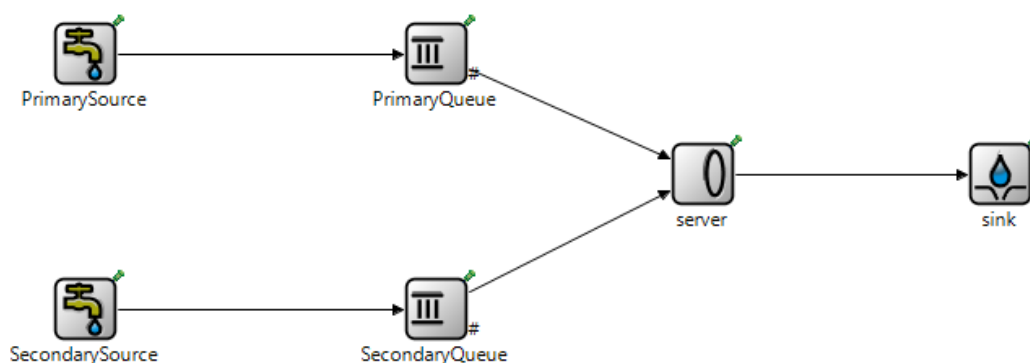 PrimarySource
PrimaryQueue
#
server
sink
SecondarySource
SecondaryQueue
#